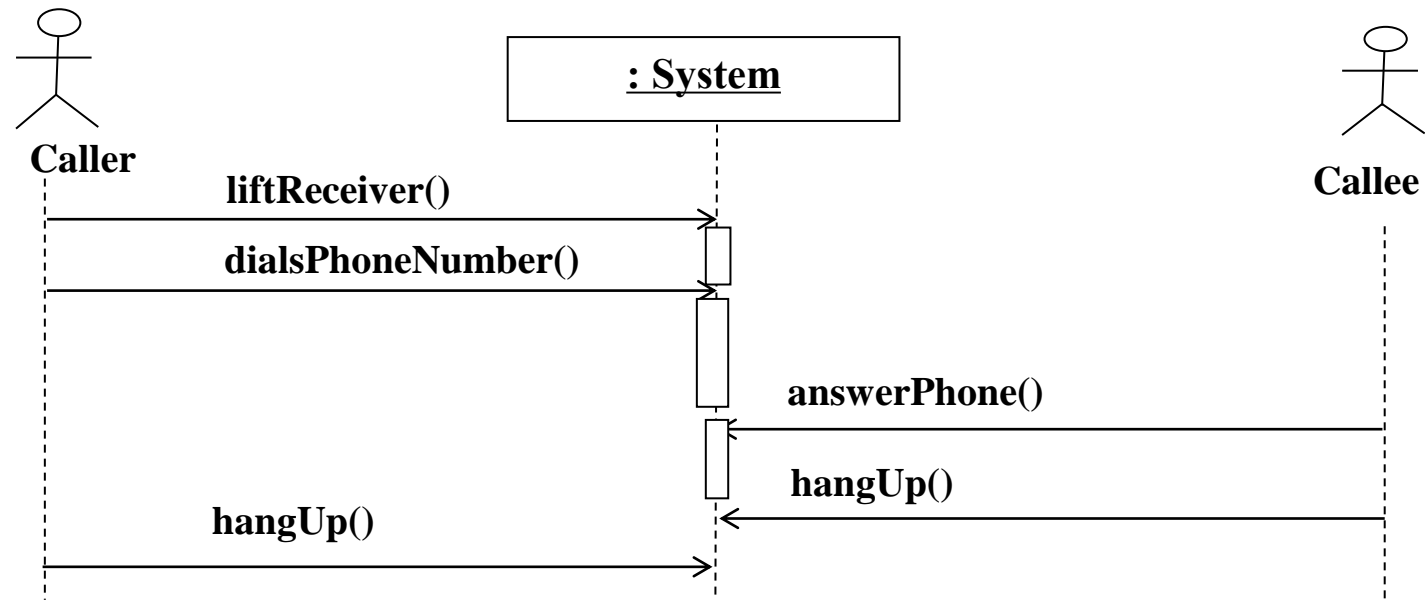 : System
Caller
Callee
liftReceiver()
dialsPhoneNumber()
answerPhone()
hangUp()
hangUp()